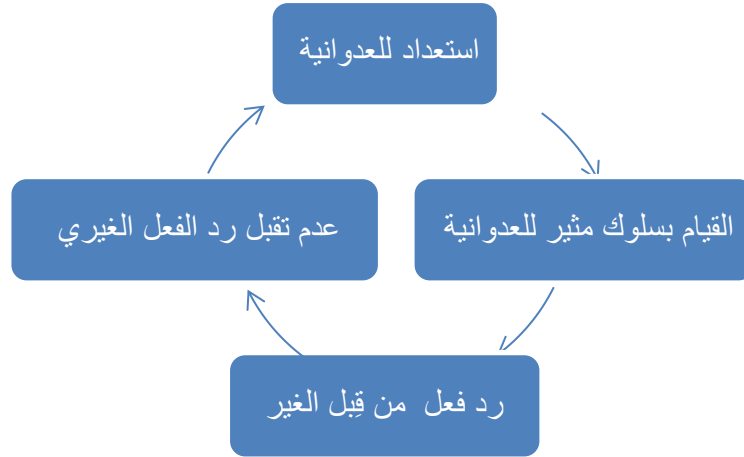 استعداد للعدوانية
القيام بسلوك مثير للعدوانية
رد فعل من قِبل الغير
عدم تقبل رد الفعل الغيري